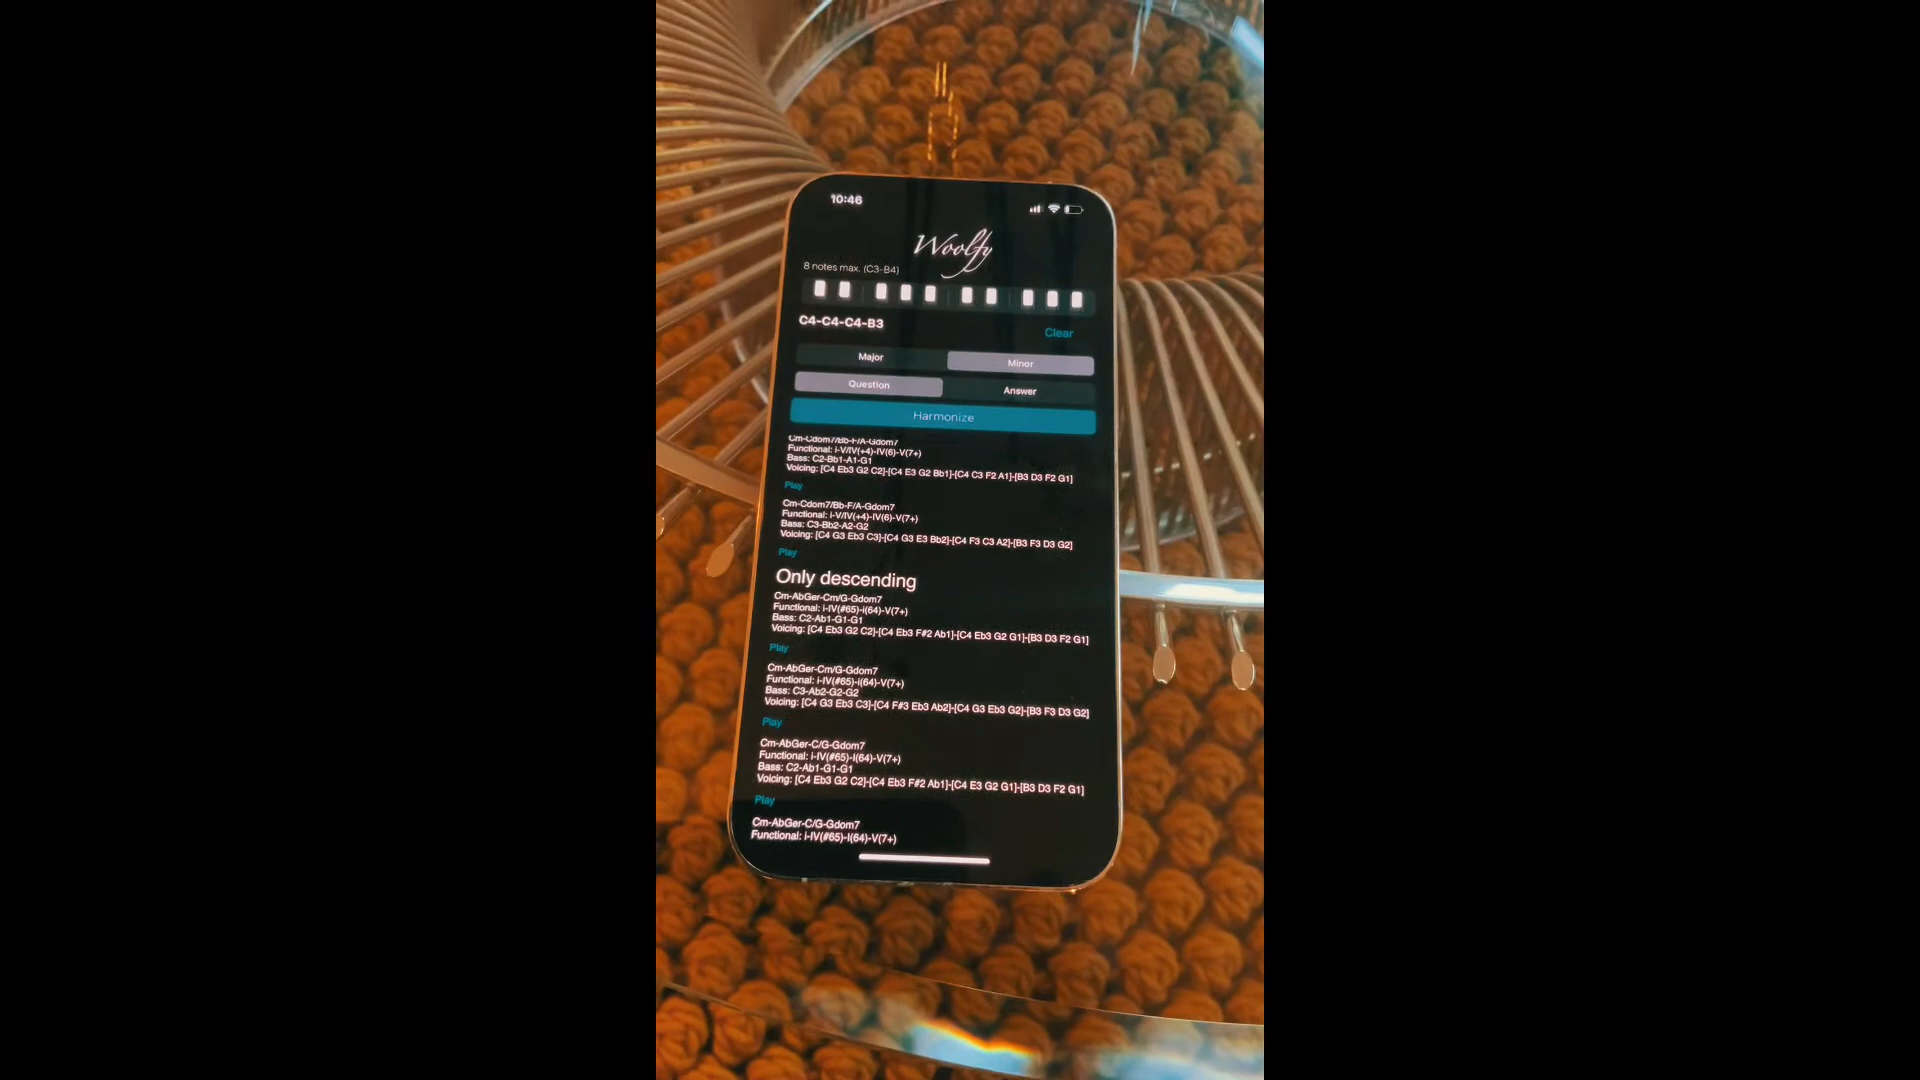 10:46
Woolfy
8 notes max. (C3-B4)
C4-C4-C4-B3
Clear
Major
Minor
Question
Answer
Harmonize
Cm-Cdom7/Bb-F/A-Gdom7
Functional: i-V/IV(+4)-IV(6)-V(7+)
Bass: C2-Bb1-A1-G1
Voicing: [C4 Eb3 G2 C2]-[C4 E3 G2 Bb1]-[C4 C3 F2 A1]-[B3 D3 F2 G1]
Play
Cm-Cdom7/Bb-F/A-Gdom7
Functional: i-V/IV(+4)-IV(6)-V(7+)
Bass: C3-Bb2-A2-G2
Voicing: [C4 G3 Eb3 C3]-[C4 G3 E3 Bb2]-[C4 F3 C3 A2]-[B3 F3 D3 G2]
Play
Only descending
Cm-AbGer-Cm/G-Gdom7
Functional: i-IV(#65)-i(64)-V(7+)
Bass: C2-Ab1-G1-G1
Voicing: [C4 Eb3 G2 C2]-[C4 Eb3 F#2 Ab1]-[C4 Eb3 G2 G1]-[B3 D3 F2 G1]
Play
Cm-AbGer-Cm/G-Gdom7
Functional: i-IV(#65)-i(64)-V(7+)
Bass: C3-Ab2-G2-G2
Voicing: [C4 G3 Eb3 C3]-[C4 F#3 Eb3 Ab2]-[C4 G3 Eb3 G2]-[B3 F3 D3 G2]
Play
Cm-AbGer-C/G-Gdom7
Functional: i-IV(#65)-I(64)-V(7+)
Bass: C2-Ab1-G1-G1
Voicing: [C4 Eb3 G2 C2]-[C4 Eb3 F#2 Ab1]-[C4 E3 G2 G1]-[B3 D3 F2 G1]
Play
Cm-AbGer-C/G-Gdom7
Functional: i-IV(#65)-I(64)-V(7+)